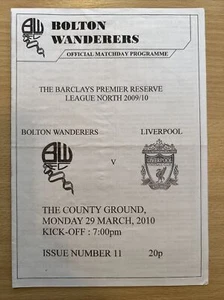 BOLTON
WANDERERS
OFFICIAL MATCHDAY PROGRAMME
THE BARCLAYS PREMIER RESERVE
LEAGUE NORTH 2009/10
BOLTON WANDERERS
LIVERPOOL
V
LIVERPOOL
THE COUNTY GROUND,
MONDAY 29 MARCH, 2010
KICK-OFF : 7:00pm
ISSUE NUMBER 11
20p